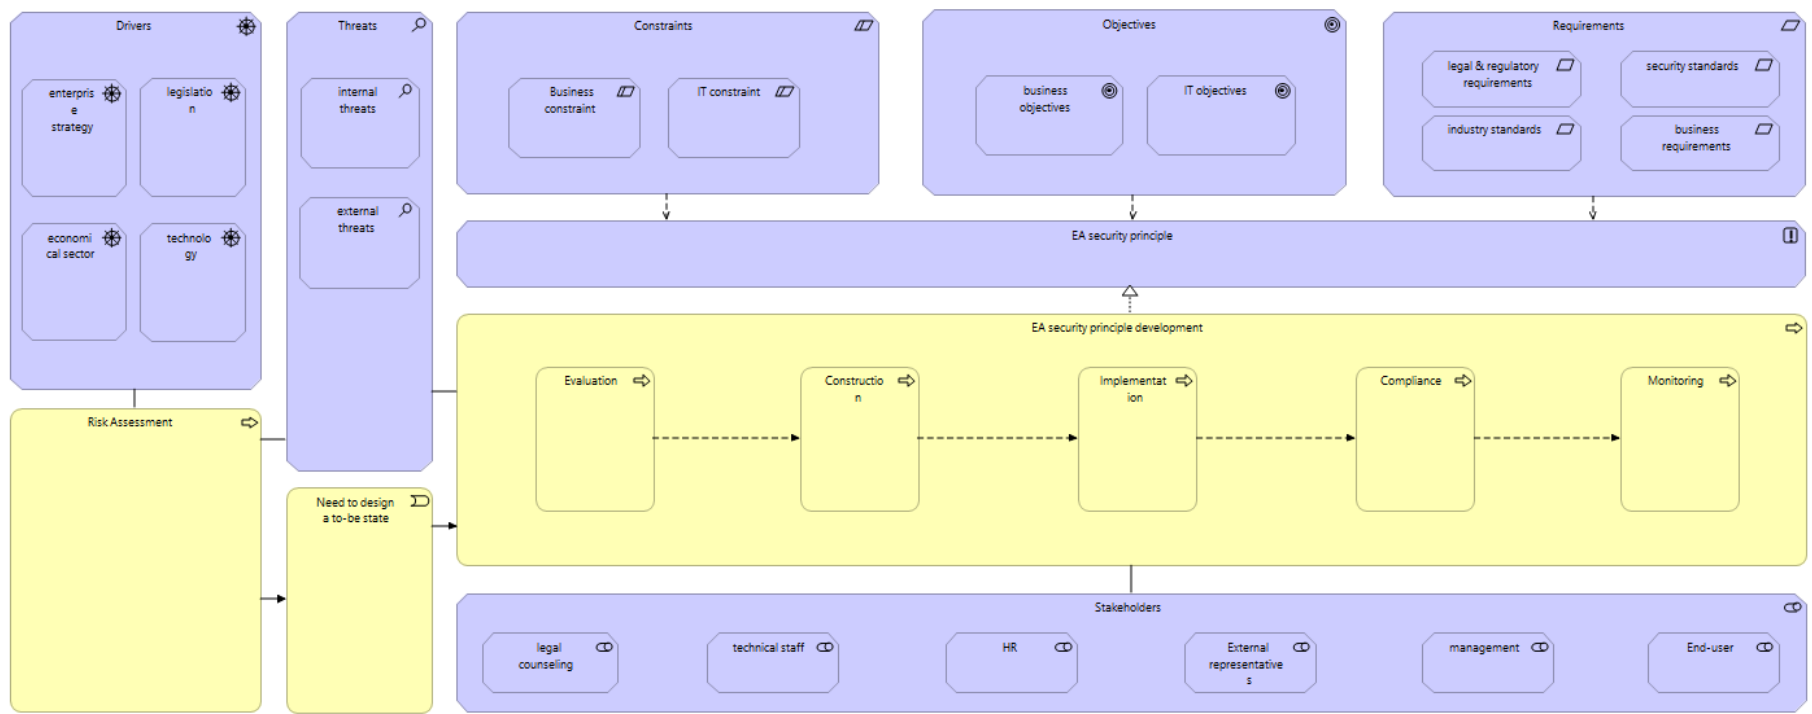 Drivers
enterpris
e
strategy
legislatio
n
economi
cal sector
technolo
gy
Threats
internal
threats
external
threats
Constraints
Business
constraint
IT constraint
Objectives
business
objectives
IT objectives
Requirements
legal & regulatory
requirements
security standards
industry standards
business
requirements
EA security principle
EA security principle development
Evaluation
Constructio
n
Implementat
ion
Compliance
Monitoring
Risk Assessment
Need to design
a to-be state
Stakeholders
legal
counseling
technical staff
HR
External
representative
s
management
End-user